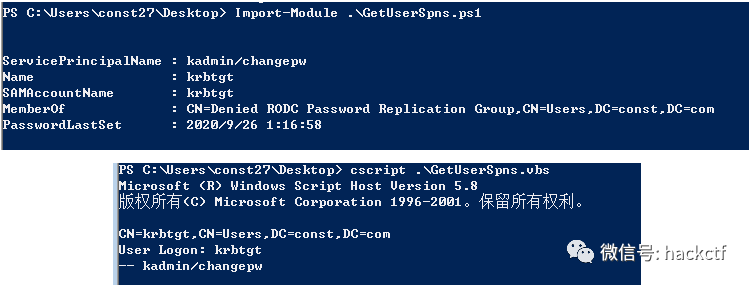 PS C:\Users\const27\Desktop> Import-Module .\GetUserSpns.ps1
ServicePrincipalName : kadmin/changepw
Name : krbtgt
SAMAccountName : krbtgt
MemberOf : CN=Denied RODC Password Replication Group,CN=Users,DC=const,DC=com
PasswordLastSet : 2020/9/26 1:16:58
PS C:\Users\const27\Desktop> cscript .\GetUserSpns.vbs
Microsoft (R) Windows Script Host Version 5.8
版权所有(C) Microsoft Corporation 1996-2001。保留所有权利。
CN=krbtgt,CN=Users,DC=const,DC=com
User Logon: krbtgt
-- kadmin/changepw
微信号: hackctf